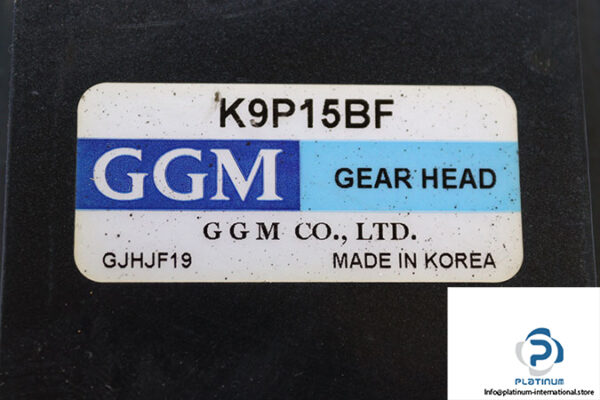 K9P15BF
GGM GEAR HEAD
G G M CO., LTD.
GJHJF19 MADE IN KOREA
PLATINUM
Info@platinum-international.store